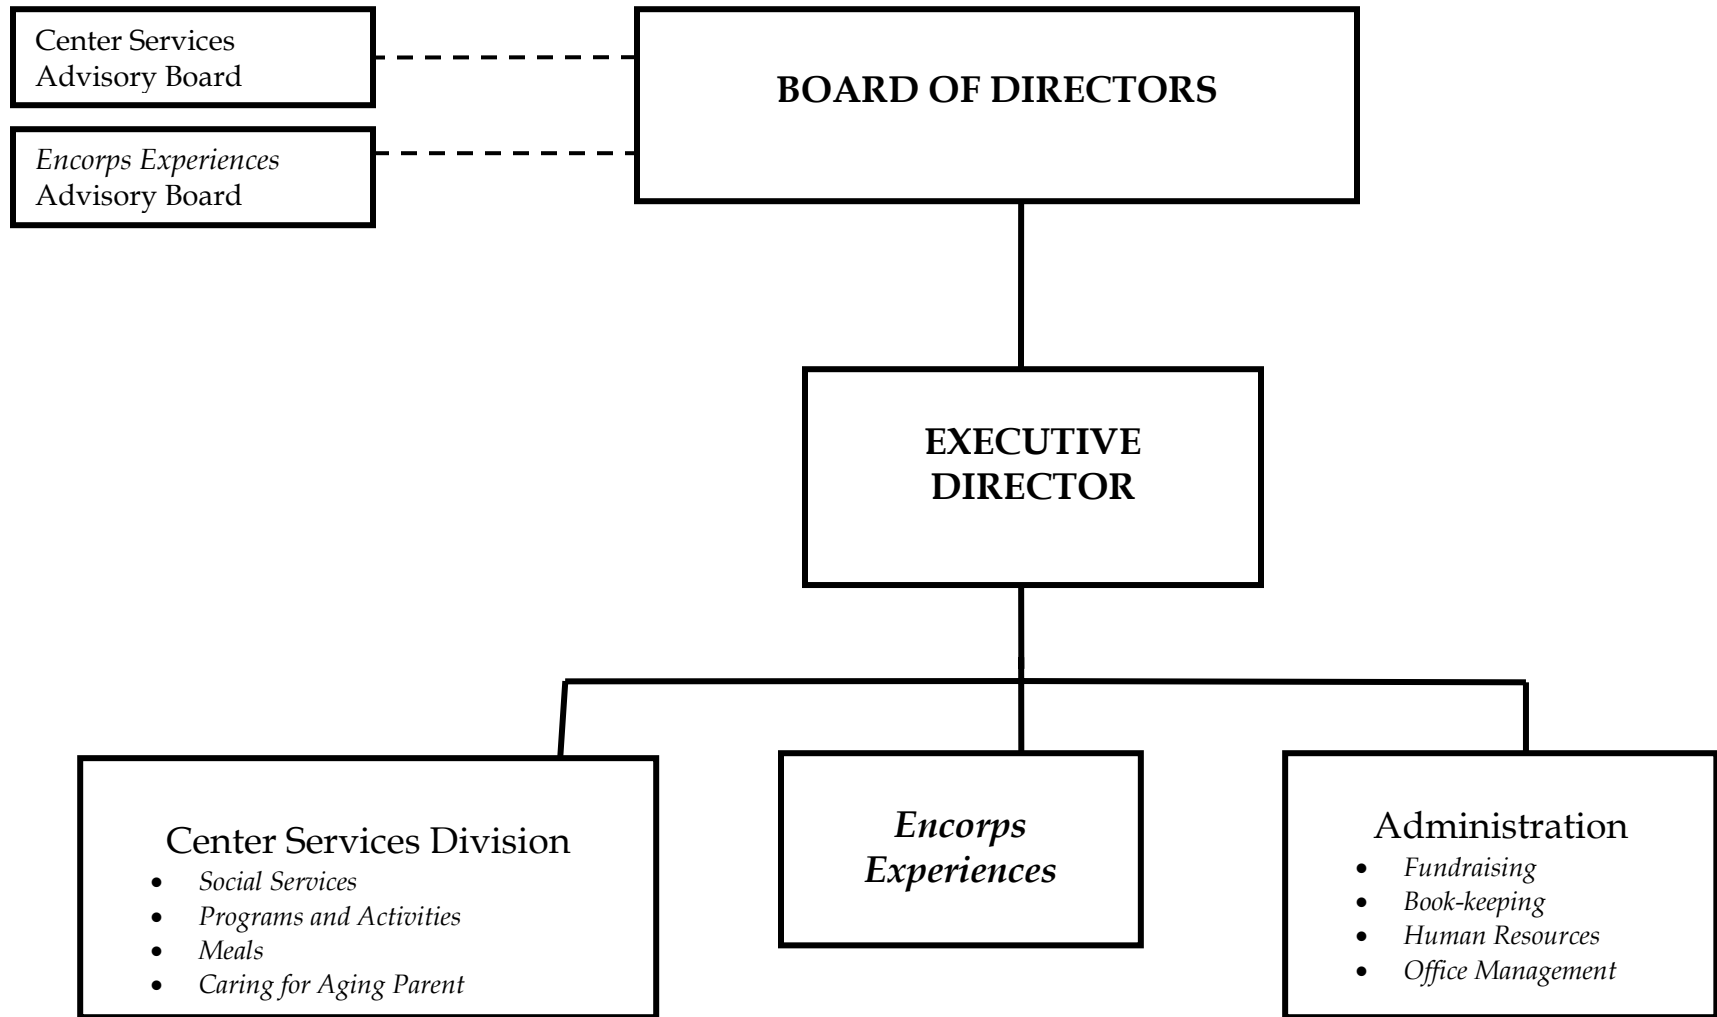 Center Services
Advisory Board
Encorps Experiences
Advisory Board
BOARD OF DIRECTORS
EXECUTIVE
DIRECTOR
Center Services Division
• Social Services
• Programs and Activities
• Meals
• Caring for Aging Parent
Encorps
Experiences
Administration
• Fundraising
• Book-keeping
• Human Resources
• Office Management